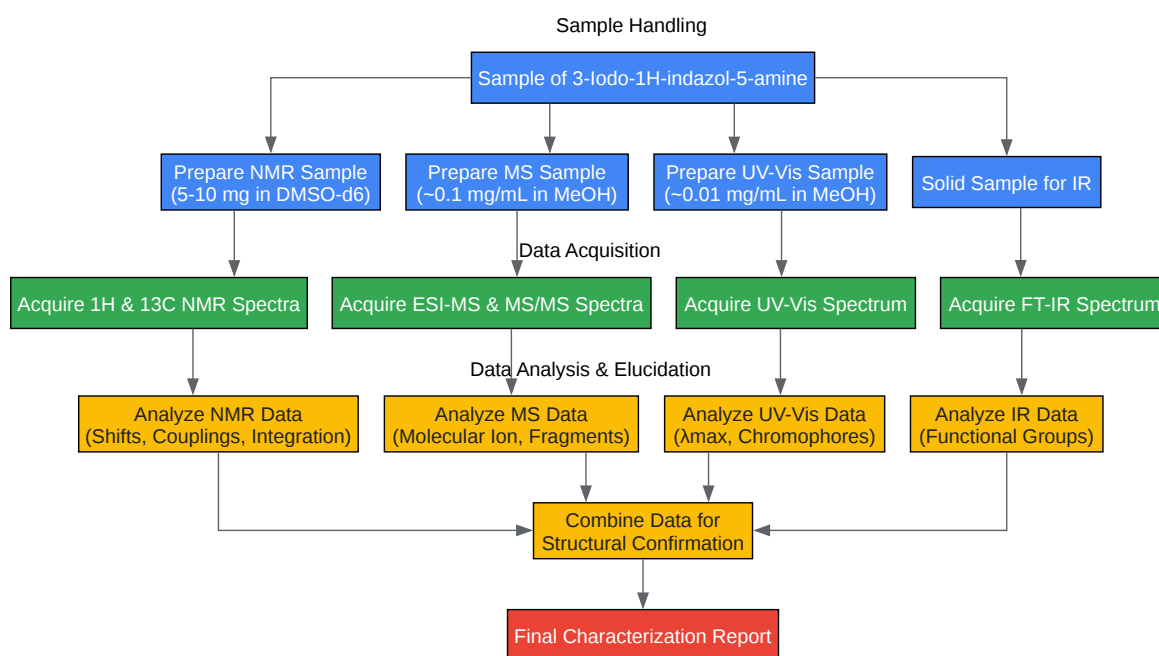 Sample Handling
Sample of 3-Iodo-1H-indazol-5-amine
Prepare NMR Sample
(5-10 mg in DMSO-d6)
Prepare MS Sample
(~0.1 mg/mL in MeOH)
Prepare UV-Vis Sample
(~0.01 mg/mL in MeOH)
Solid Sample for IR
Data Acquisition
Acquire 1H & 13C NMR Spectra
Acquire ESI-MS & MS/MS Spectra
Acquire UV-Vis Spectrum
Acquire FT-IR Spectrum
Data Analysis & Elucidation
Analyze NMR Data
(Shifts, Couplings, Integration)
Analyze MS Data
(Molecular Ion, Fragments)
Analyze UV-Vis Data
(λmax, Chromophores)
Analyze IR Data
(Functional Groups)
Combine Data for
Structural Confirmation
Final Characterization Report